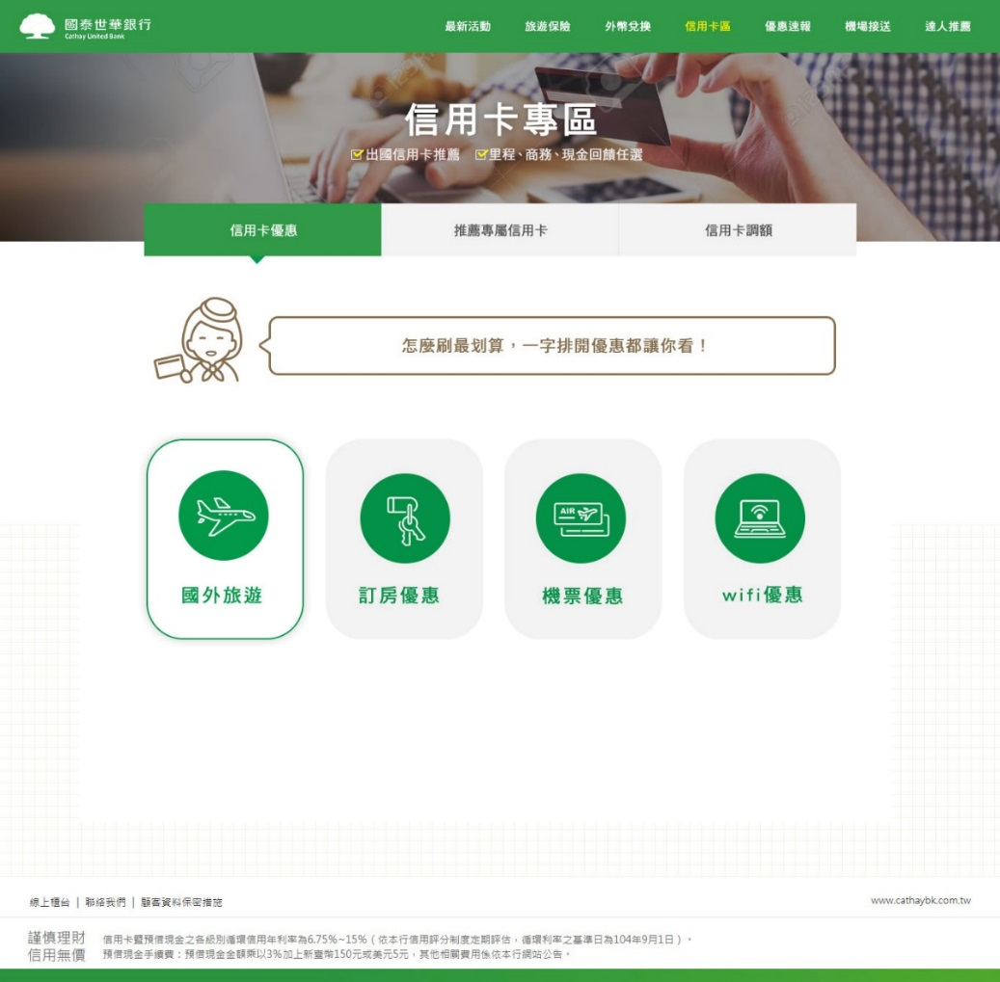 國泰世華銀行
Cathay United Bank
最新活動 旅遊保險 外幣兌換 信用卡區 優惠速報 機場接送 達人推薦
信用卡專區
出國信用卡推薦 里程、商務、現金回饋任選
信用卡優惠 推薦專屬信用卡 信用卡調額
怎麼刷最划算，一字排開優惠都讓你看！
AIR
國外旅遊 訂房優惠 機票優惠 wifi優惠
線上櫃台 | 聯絡我們 | 顧客資料保密措施
www.cathaybk.com.tw
謹慎理財
信用無價
信用卡暨預借現金之各級別循環信用年利率為6.75%~15%（依本行信用評分制度定期評估，循環利率之基準日為104年9月1日）。
預借現金手續費：預借現金金額乘以3%加上新臺幣150元或美元5元，其他相關費用係依本行網站公告。